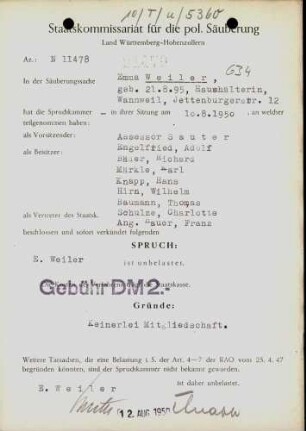 10/T/u/5360
Staatskommissariat für die pol. Säuberung
Land Württemberg-Hohenzollern
Az.: N 11478
634
In der Säuberungssache Emma Weiler,
geb. 21.8.95, Haushälterin,
Wannweil, Jettenburgerstr. 12
hat die Spruchkammer – in ihrer Sitzung am 10.8.1950 , an welcher
teilgenommen haben:
als Vorsitzender: Assessor Sauter
als Beisitzer: Engelfried, Adolf
Bauer, Richard
Märkle, Karl
Knapp, Hans
Hirn, Wilhelm
Baumann, Thomas
als Vertreter des Staatsk. Schulze, Charlotte
Ang. Bauer, Franz
beschlossen und sofort verkündet folgenden
SPRUCH:
E. Weiler
ist unbelastet.
Gebühr DM 2.-
Gründe:
Keinerlei Mitgliedschaft.
Weitere Tatsachen, die eine Belastung i. S. der Art. 4–7 der RAO vom 25. 4. 47
begründen könnten, sind der Spruchkammer nicht bekannt geworden.
E. Weiler ist daher unbelastet.
12. AUG 1950